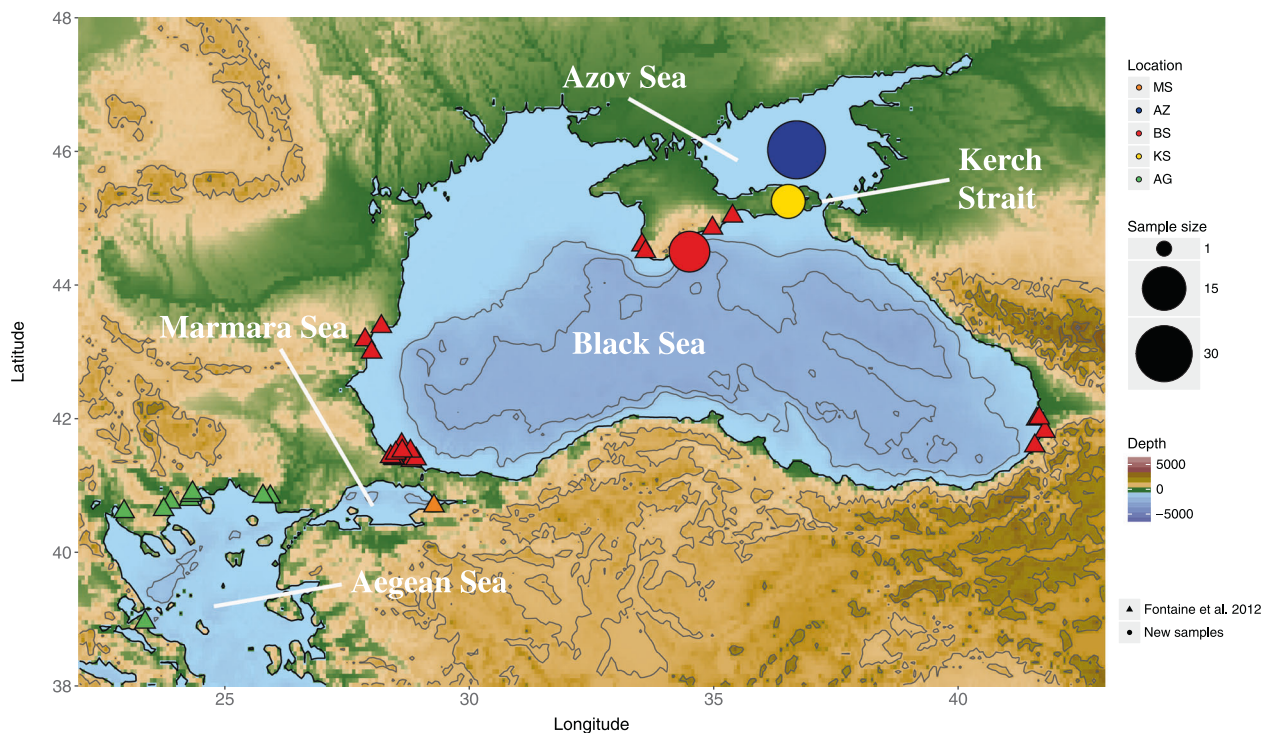 48
46
44
42
40
38
Latitude
25
30
35
40
Longitude
Azov Sea
Kerch
Strait
Marmara Sea
Black Sea
Aegean Sea
Location
MS
AZ
BS
KS
AG
Sample size
1
15
30
Depth
5000
0
−5000
Fontaine et al. 2012
New samples